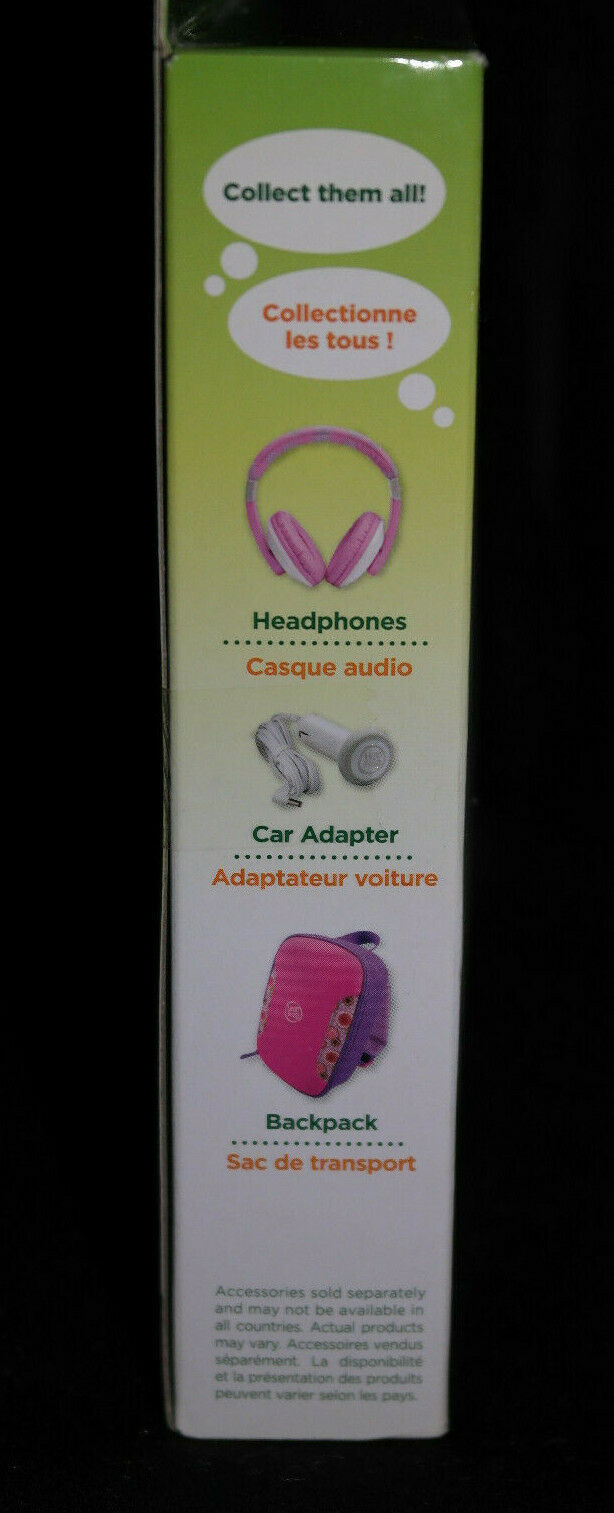 Collect them all!
Collectionne
les tous !
Headphones
Casque audio
Car Adapter
Adaptateur voiture
Backpack
Sac de transport
Accessories sold separately
and may not be available in
all countries. Actual products
may vary. Accessoires vendus
séparément. La disponibilité
et la présentation des produits
peuvent varier selon les pays.